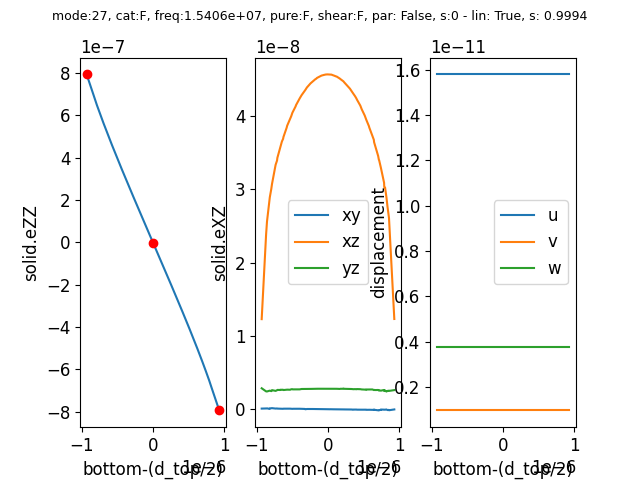 mode:27, cat:F, freq:1.5406e+07, pure:F, shear:F, par: False, s:0 - lin: True, s: 0.9994
1e−7
8
6
4
2
0
−2
−4
−6
−8
solid.eZZ
−1
0
1
1e−6
bottom-(d_top/2)
1e−8
4
3
2
1
0
solid.eXZ
xy
xz
yz
−1
0
1
1e−6
bottom-(d_top/2)
1e−11
1.6
1.4
1.2
1.0
0.8
0.6
0.4
0.2
displacement
u
v
w
−1
0
1
1e−6
bottom-(d_top/2)